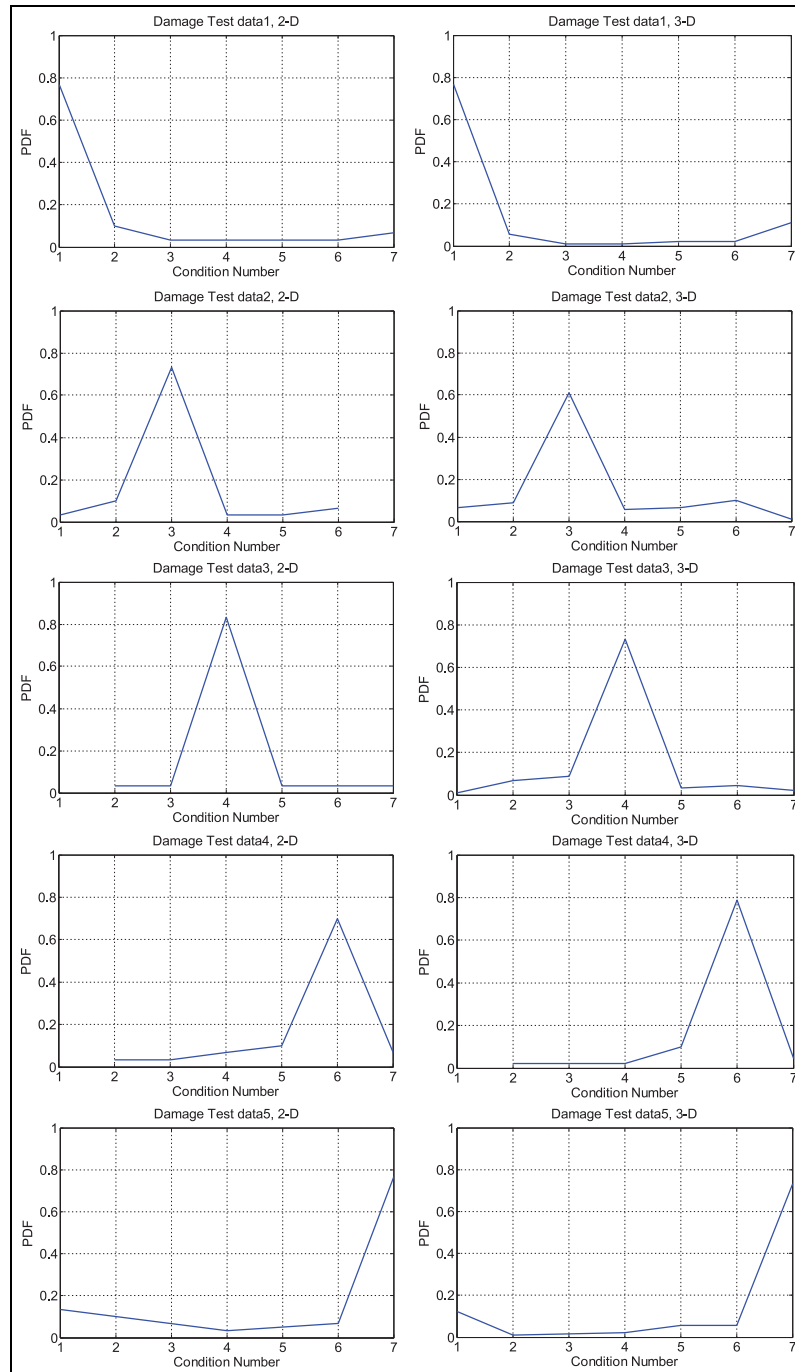 Damage Test data1, 2-D
1
0.8
0.6
0.4
0.2
0
PDF
1 2 3 4 5 6 7
Condition Number
Damage Test data1, 3-D
1
0.8
0.6
0.4
0.2
0
PDF
1 2 3 4 5 6 7
Condition Number
Damage Test data2, 2-D
1
0.8
0.6
0.4
0.2
0
PDF
1 2 3 4 5 6 7
Condition Number
Damage Test data2, 3-D
1
0.8
0.6
0.4
0.2
0
PDF
1 2 3 4 5 6 7
Condition Number
Damage Test data3, 2-D
1
0.8
0.6
0.4
0.2
0
PDF
1 2 3 4 5 6 7
Condition Number
Damage Test data3, 3-D
1
0.8
0.6
0.4
0.2
0
PDF
1 2 3 4 5 6 7
Condition Number
Damage Test data4, 2-D
1
0.8
0.6
0.4
0.2
0
PDF
1 2 3 4 5 6 7
Condition Number
Damage Test data4, 3-D
1
0.8
0.6
0.4
0.2
0
PDF
1 2 3 4 5 6 7
Condition Number
Damage Test data5, 2-D
1
0.8
0.6
0.4
0.2
0
PDF
1 2 3 4 5 6 7
Condition Number
Damage Test data5, 3-D
1
0.8
0.6
0.4
0.2
0
PDF
1 2 3 4 5 6 7
Condition Number